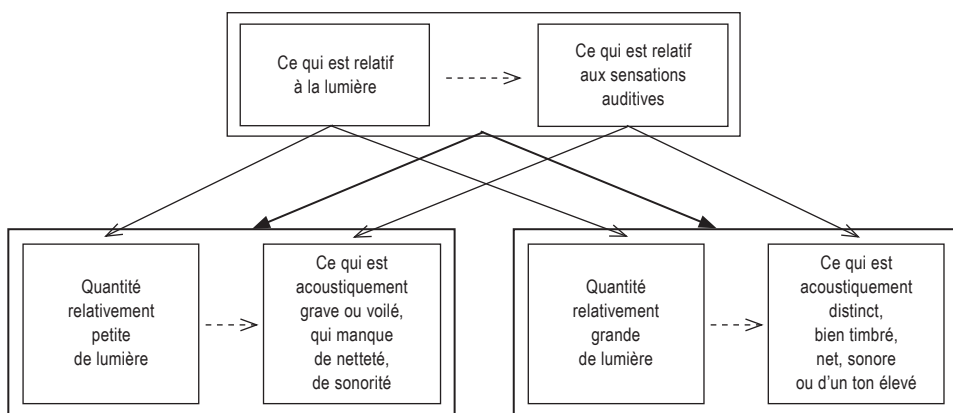 Ce qui est relatif
à la lumière
Ce qui est relatif
aux sensations
auditives
Quantité
relativement
petite
de lumière
Ce qui est
acoustiquement
grave ou voilé,
qui manque
de netteté,
de sonorité
Quantité
relativement
grande
de lumière
Ce qui est
acoustiquement
distinct,
bien timbré,
net, sonore
ou d'un ton élevé